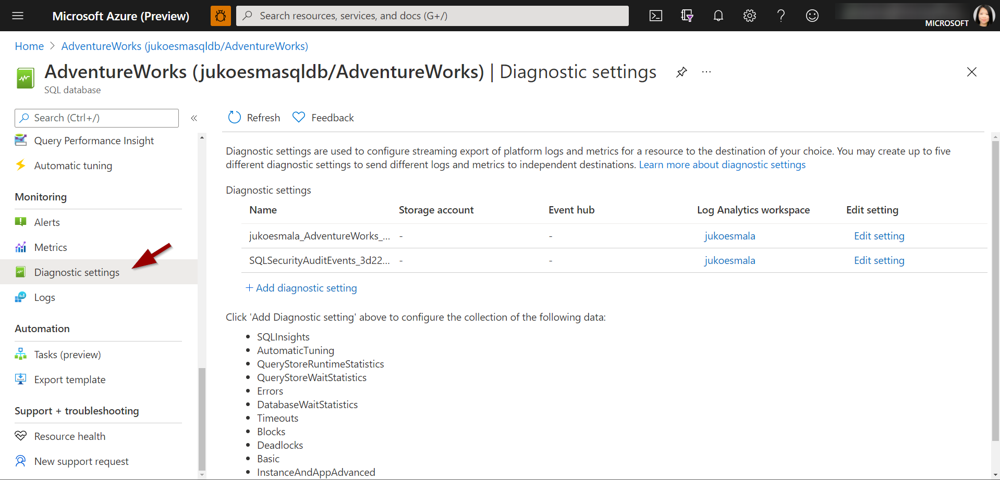 Microsoft Azure (Preview)
Search resources, services, and docs (G+/)
MICROSOFT
Home > AdventureWorks (jukoesmasqldb/AdventureWorks)
AdventureWorks (jukoesmasqldb/AdventureWorks) | Diagnostic settings
SQL database
Search (Ctrl+/)
Query Performance Insight
Automatic tuning
Monitoring
Alerts
Metrics
Diagnostic settings
Logs
Automation
Tasks (preview)
Export template
Support + troubleshooting
Resource health
New support request
Refresh Feedback
Diagnostic settings are used to configure streaming export of platform logs and metrics for a resource to the destination of your choice. You may create up to five
different diagnostic settings to send different logs and metrics to independent destinations. Learn more about diagnostic settings
Diagnostic settings
Name Storage account Event hub Log Analytics workspace Edit setting
jukoesmala_AdventureWorks_... - - jukoesmala Edit setting
SQLSecurityAuditEvents_3d22... - - jukoesmala Edit setting
+ Add diagnostic setting
Click 'Add Diagnostic setting' above to configure the collection of the following data:
• SQLInsights
• AutomaticTuning
• QueryStoreRuntimeStatistics
• QueryStoreWaitStatistics
• Errors
• DatabaseWaitStatistics
• Timeouts
• Blocks
• Deadlocks
• Basic
• InstanceAndAppAdvanced